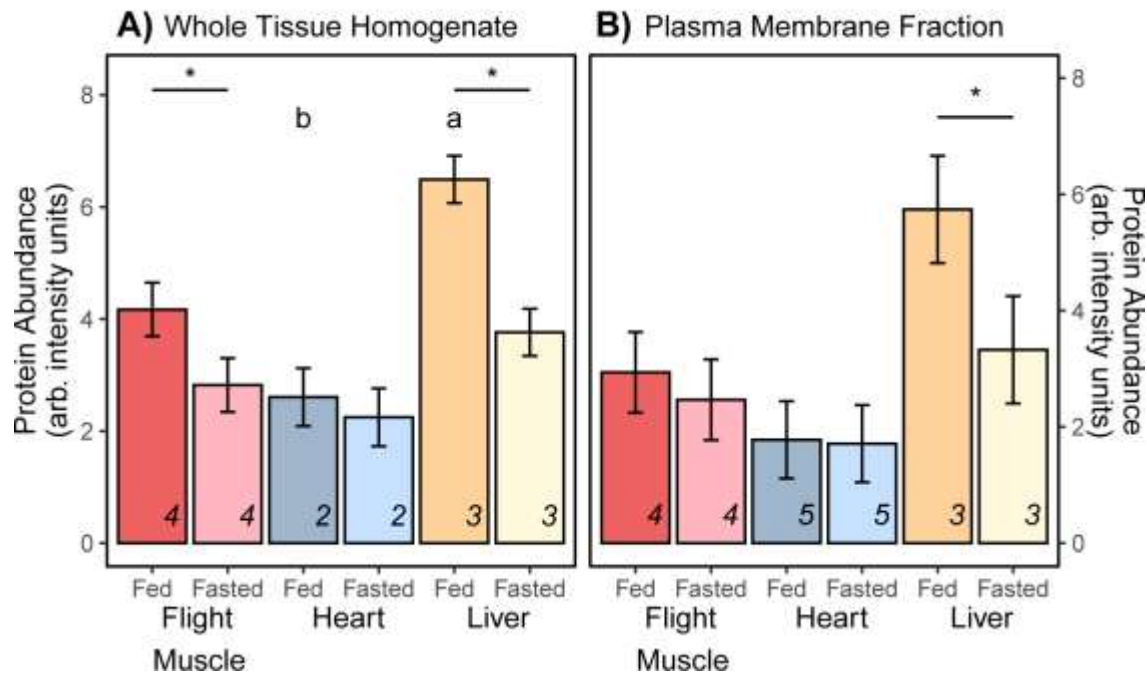 A) Whole Tissue Homogenate
B) Plasma Membrane Fraction
Protein Abundance
(arb. intensity units)
8
6
4
2
0
*
*
b
a
4
4
2
2
3
3
Fed Fasted Fed Fasted Fed Fasted
Flight Heart Liver
Muscle
*
4
4
5
5
3
3
Fed Fasted Fed Fasted Fed Fasted
Flight Heart Liver
Muscle
8
6
4
2
0
Protein Abundance
(arb. intensity units)